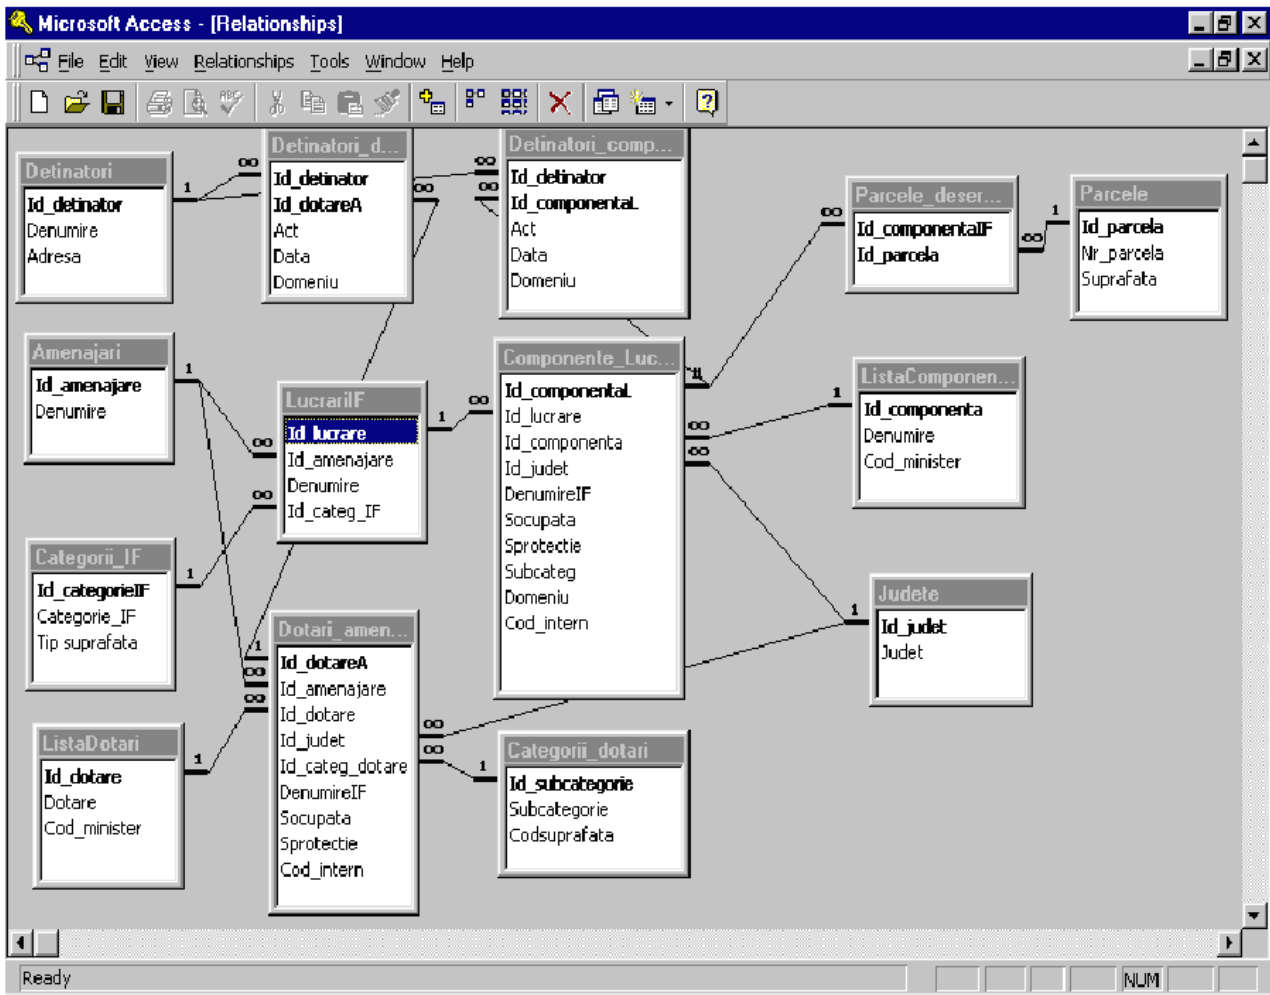 Microsoft Access - [Relationships]
File Edit View Relationships Tools Window Help
Detinatori
Id_detinator
Denumire
Adresa
Detinatori_d...
Id_detinator
Id_dotareA
Act
Data
Domeniu
Detinatori_comp...
Id_detinator
Id_componentaL
Act
Data
Domeniu
Parcele_deser...
Id_componentaIF
Id_parcela
Parcele
Id_parcela
Nr_parcela
Suprafata
Amenajari
Id_amenajare
Denumire
LucrariIF
Id_lucrare
Id_amenajare
Denumire
Id_categ_IF
Componente_Luc...
Id_componentaL
Id_lucrare
Id_componenta
Id_judet
DenumireIF
Socupata
Sprotectie
Subcateg
Domeniu
Cod_intern
ListaComponen...
Id_componenta
Denumire
Cod_minister
Categorii_IF
Id_categorieIF
Categorie_IF
Tip suprafata
Dotari_amen...
Id_dotareA
Id_amenajare
Id_dotare
Id_judet
Id_categ_dotare
DenumireIF
Socupata
Sprotectie
Cod_intern
Judete
Id_judet
Judet
ListaDotari
Id_dotare
Dotare
Cod_minister
Categorii_dotari
Id_subcategorie
Subcategorie
Codsuprafata
Ready
NUM